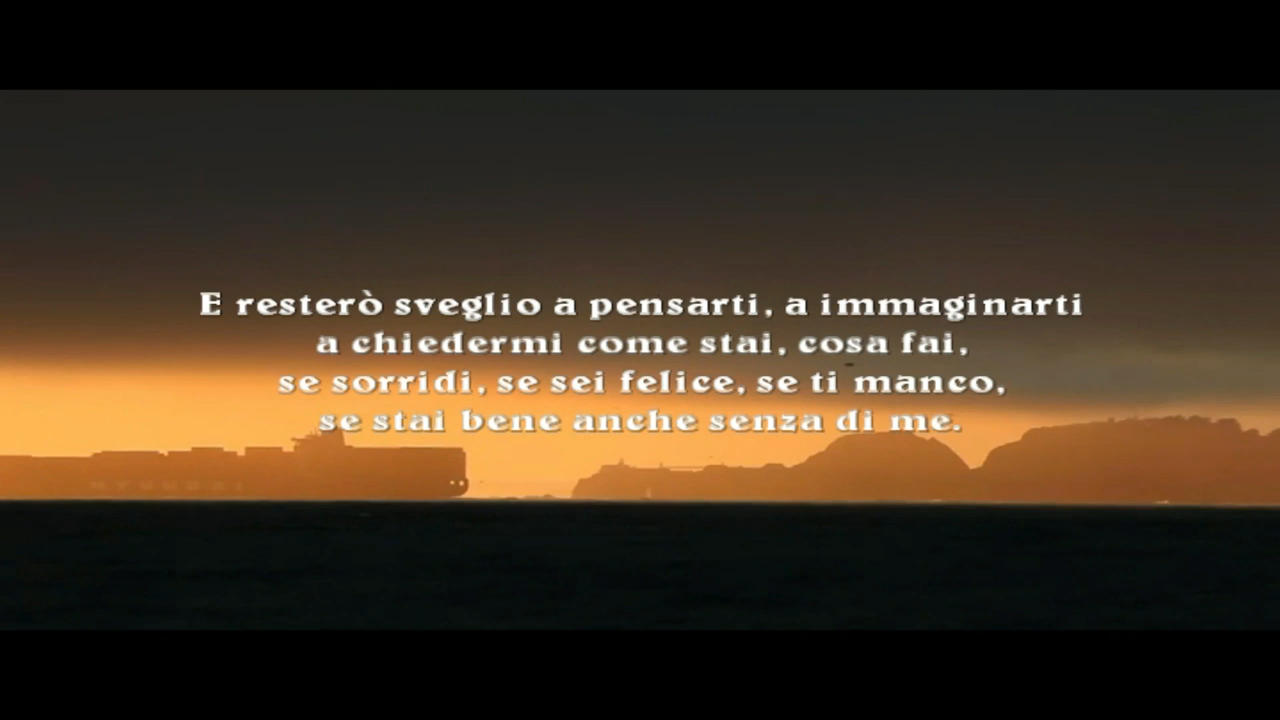 E resterò sveglio a pensarti, a immaginarti
a chiedermi come stai, cosa fai,
se sorridi, se sei felice, se ti manco,
se stai bene anche senza di me.
HYUNDAI